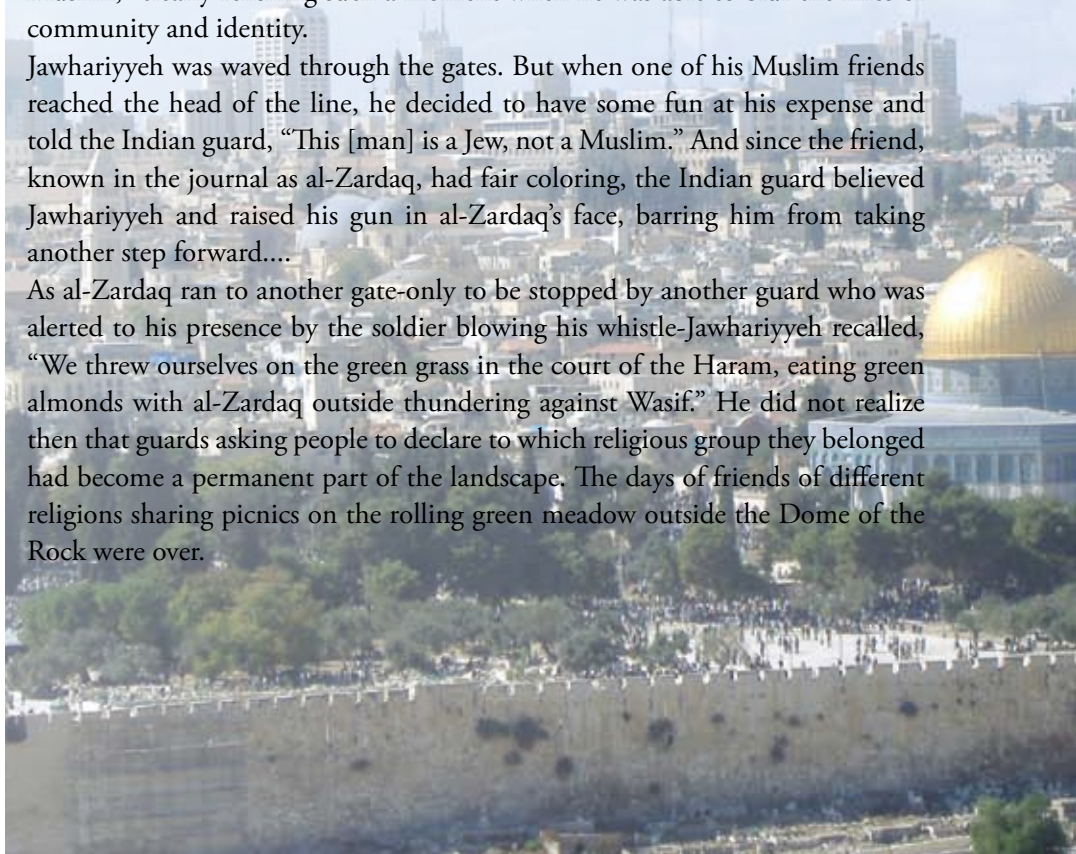 community and identity.
Jawhariyyeh was waved through the gates. But when one of his Muslim friends
reached the head of the line, he decided to have some fun at his expense and
told the Indian guard, “This [man] is a Jew, not a Muslim.” And since the friend,
known in the journal as al-Zardaq, had fair coloring, the Indian guard believed
Jawhariyyeh and raised his gun in al-Zardaq’s face, barring him from taking
another step forward....
As al-Zardaq ran to another gate-only to be stopped by another guard who was
alerted to his presence by the soldier blowing his whistle-Jawhariyyeh recalled,
“We threw ourselves on the green grass in the court of the Haram, eating green
almonds with al-Zardaq outside thundering against Wasif.” He did not realize
then that guards asking people to declare to which religious group they belonged
had become a permanent part of the landscape. The days of friends of different
religions sharing picnics on the rolling green meadow outside the Dome of the
Rock were over.